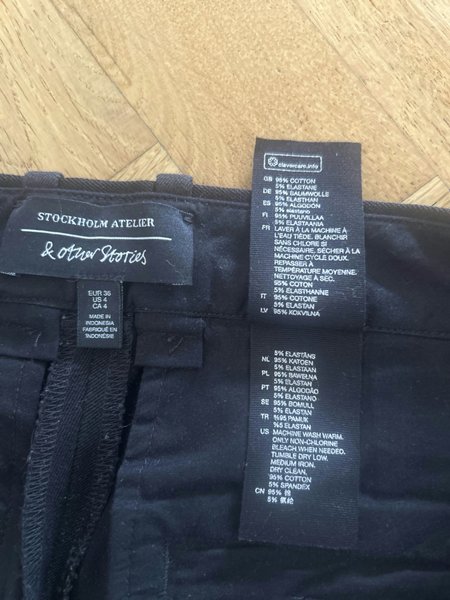 STOCKHOLM ATELIER
& Other Stories
EUR 36
US 4
CA 4
MADE IN
INDONESIA
FABRIQUÉ EN
INDONÉSIE
clevercare.info
GB 95% COTTON
5% ELASTANE
DE 95% BAUMWOLLE
5% ELASTHAN
ES 95% ALGODÓN
5% elastano
FI 95% PUUVILLAA
5% ELASTAANIA
FR LAVER À LA MACHINE À
L'EAU TIÈDE. BLANCHIR
SANS CHLORE SI
NÉCESSAIRE. SÉCHER À LA
MACHINE CYCLE DOUX.
REPASSER À
TEMPÉRATURE MOYENNE.
NETTOYAGE À SEC.
95% COTON
5% ELASTHANNE
IT 95% COTONE
5% ELASTAN
LV 95% KOKVILNA
5% ELASTĀNS
NL 95% KATOEN
5% ELASTAAN
PL 95% BAWEŁNA
5% ELASTAN
PT 95% ALGODÃO
5% ELASTANO
SE 95% BOMULL
5% ELASTAN
TR %95 PAMUK
%5 ELASTAN
US MACHINE WASH WARM.
ONLY NON-CHLORINE
BLEACH WHEN NEEDED.
TUMBLE DRY LOW.
MEDIUM IRON.
DRY CLEAN.
95% COTTON
5% SPANDEX
CN 95% 棉
5% 氨纶